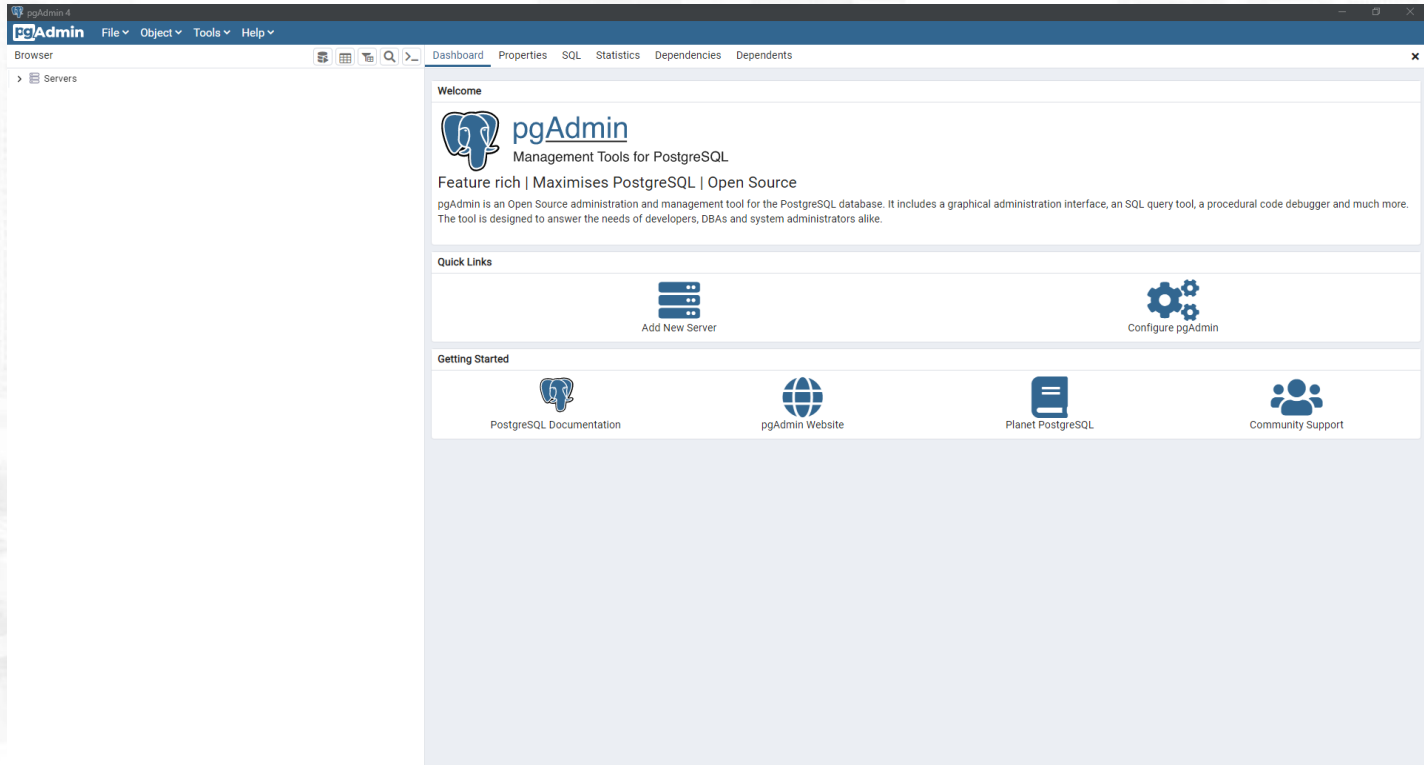 pgAdmin 4
pgAdmin File Object Tools Help
Browser
Dashboard Properties SQL Statistics Dependencies Dependents
Servers
Welcome
pgAdmin
Management Tools for PostgreSQL
Feature rich | Maximises PostgreSQL | Open Source
pgAdmin is an Open Source administration and management tool for the PostgreSQL database. It includes a graphical administration interface, an SQL query tool, a procedural code debugger and much more.
The tool is designed to answer the needs of developers, DBAs and system administrators alike.
Quick Links
Add New Server
Configure pgAdmin
Getting Started
PostgreSQL Documentation
pgAdmin Website
Planet PostgreSQL
Community Support